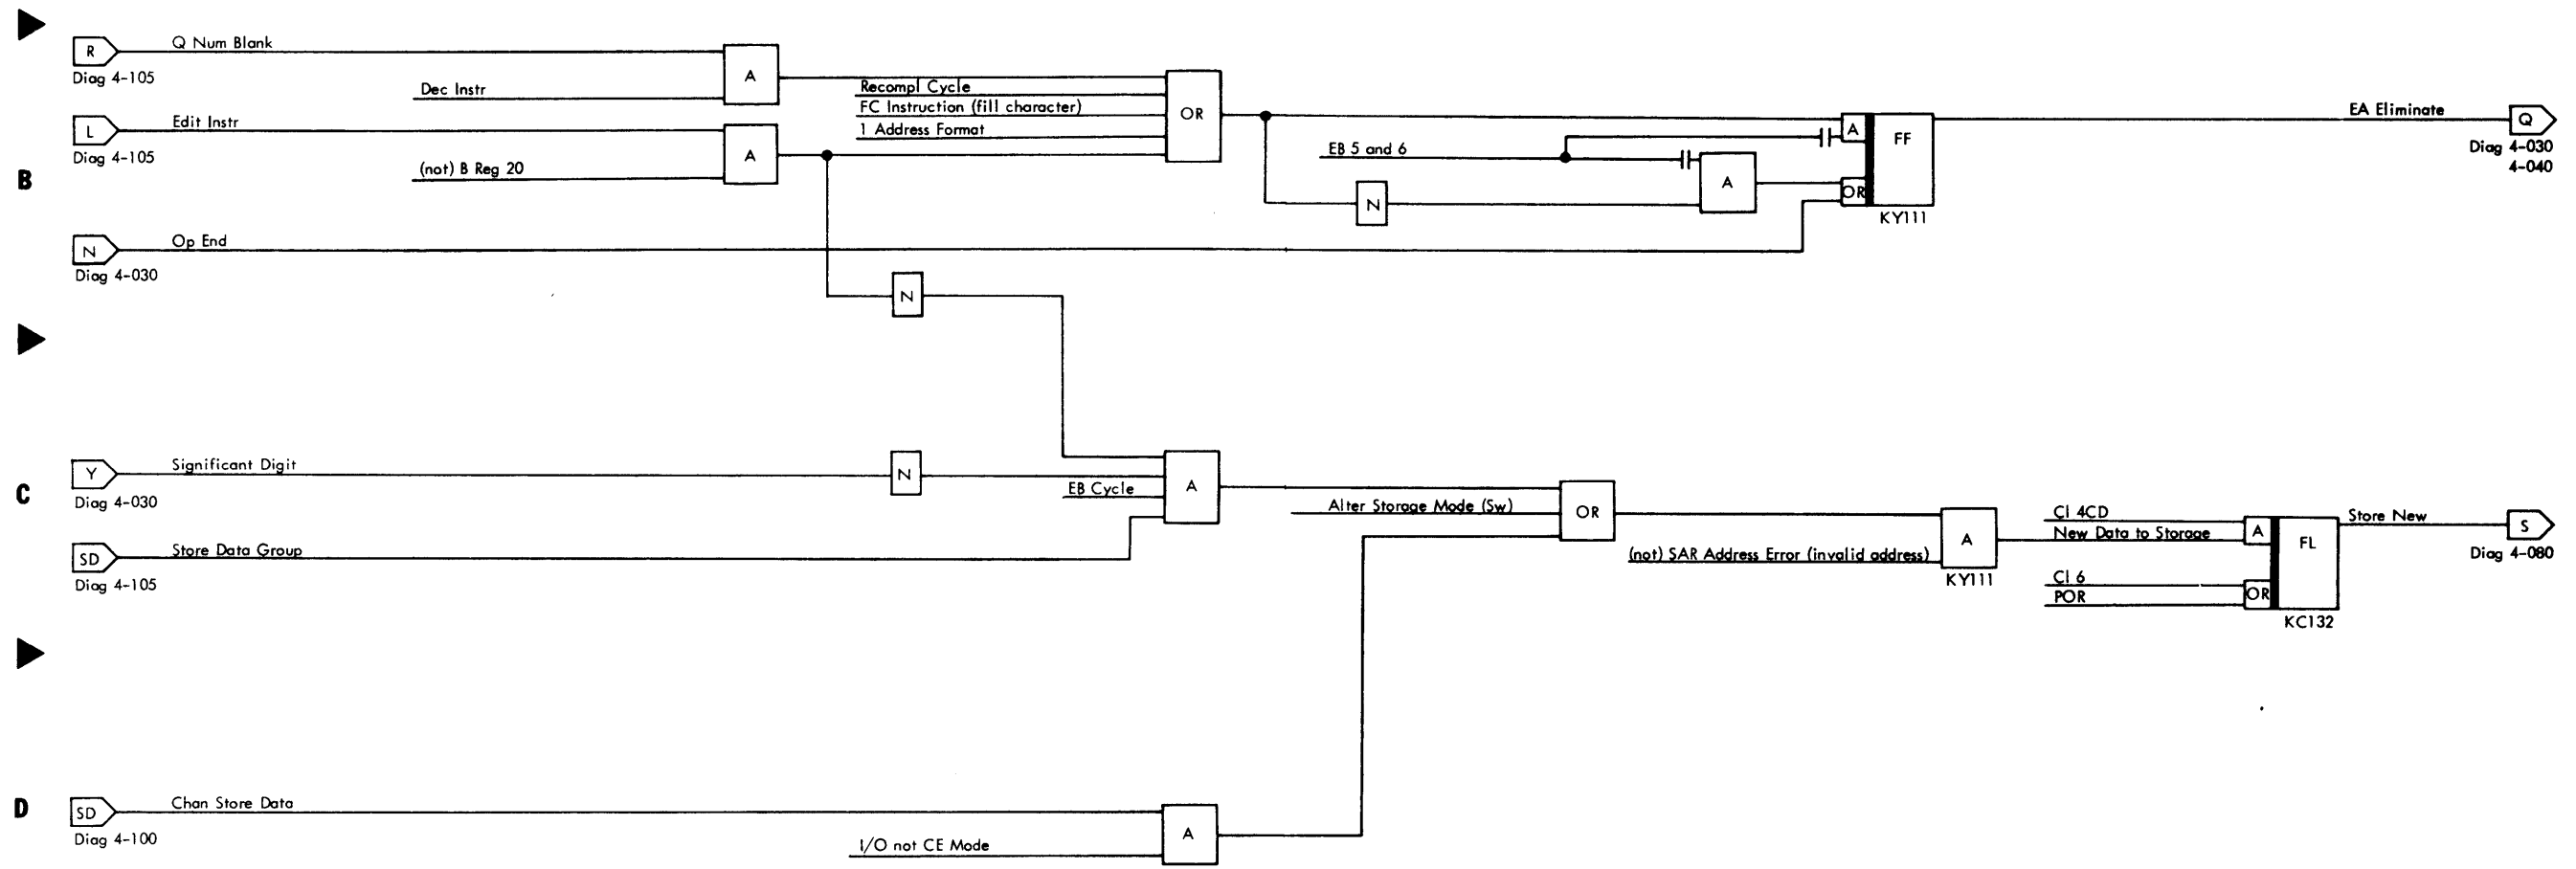 R Q Num Blank
Diag 4-105
Dec Instr
A
L Edit Instr
Diag 4-105
(not) B Reg 20
A
B
Recompl Cycle
FC Instruction (fill character)
1 Address Format
OR
EB 5 and 6
N
A
A
OR
FF
KY111
EA Eliminate
Q
Diag 4-030
4-040
N Op End
Diag 4-030
N
Y Significant Digit
Diag 4-030
N
C
EB Cycle
A
SD Store Data Group
Diag 4-105
Alter Storage Mode (Sw)
OR
(not) SAR Address Error (invalid address)
A
KY111
Cl 4CD
New Data to Storage
A
FL
Cl 6
POR
OR
KC132
Store New
S
Diag 4-080
D
SD Chan Store Data
Diag 4-100
I/O not CE Mode
A